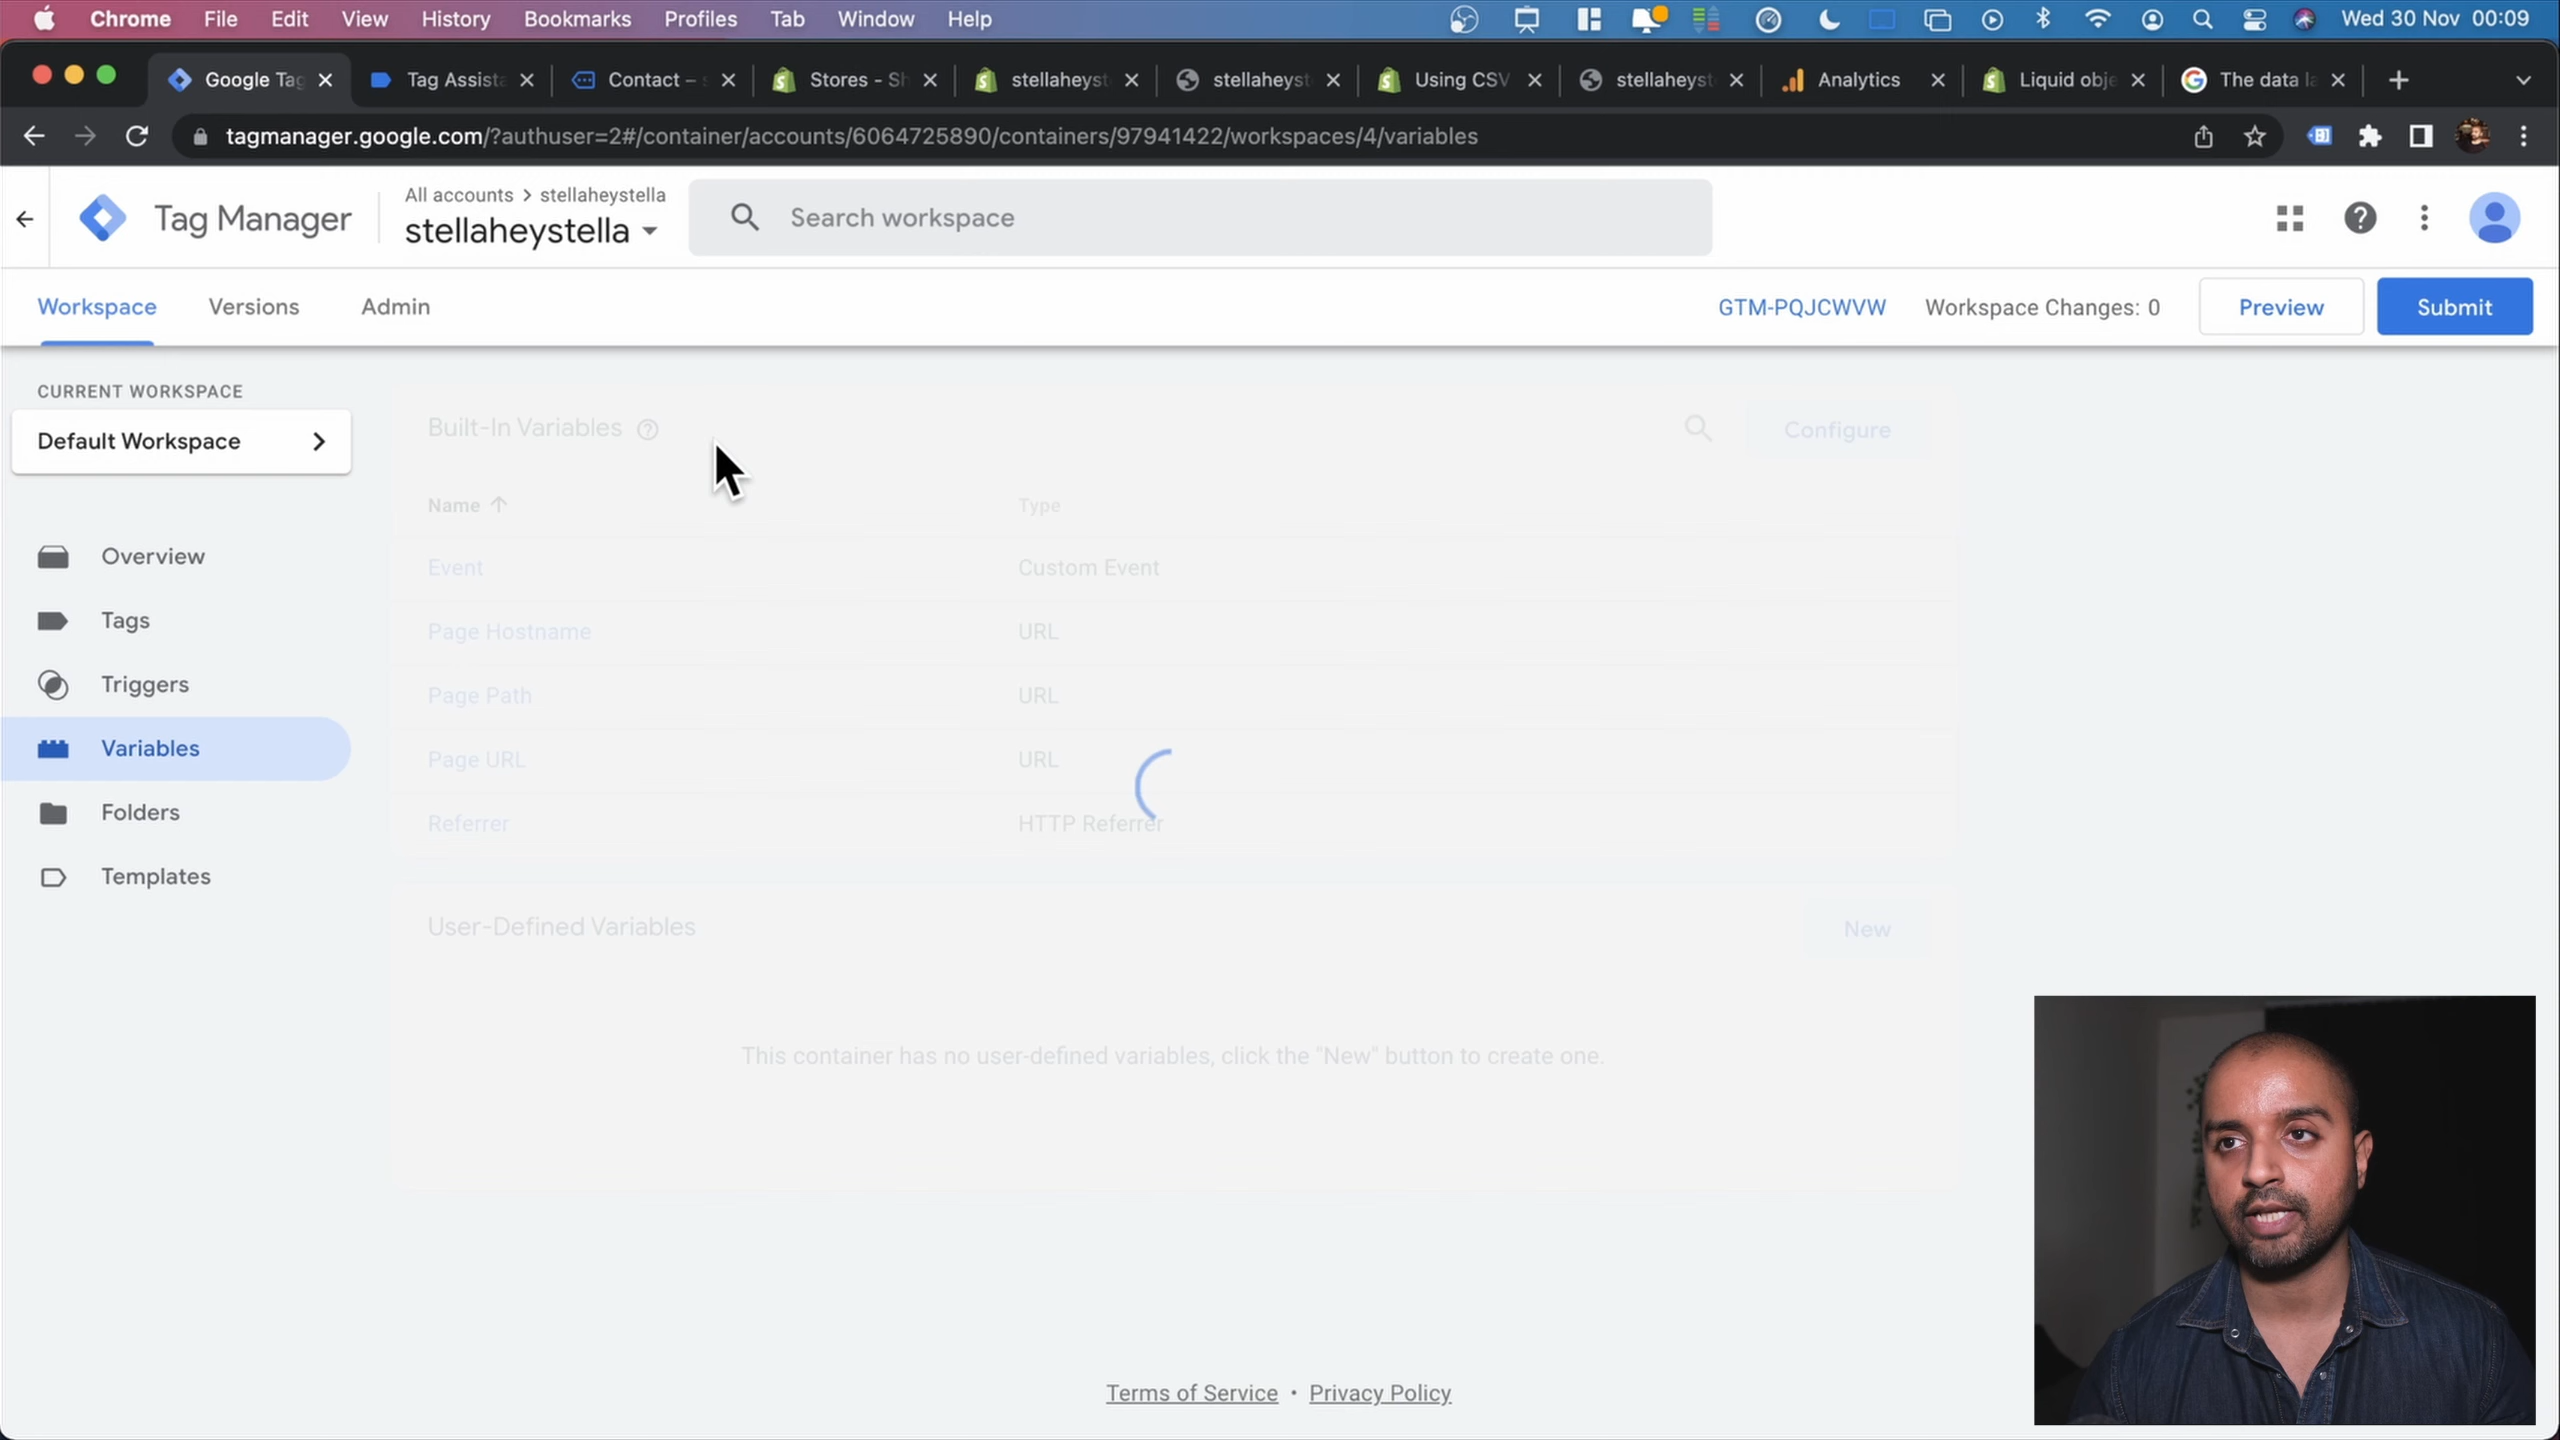 Chrome File Edit View History Bookmarks Profiles Tab Window Help Wed 30 Nov 00:09
Google Tag Tag Assista Contact – Stores - Sh stellaheyst stellaheyst Using CSV stellaheyst Analytics Liquid obje The data la
tagmanager.google.com/?authuser=2#/container/accounts/6064725890/containers/97941422/workspaces/4/variables
Tag Manager
All accounts > stellaheystella
stellaheystella
Search workspace
Workspace Versions Admin GTM-PQJCWVW Workspace Changes: 0 Preview Submit
CURRENT WORKSPACE
Default Workspace
Overview
Tags
Triggers
Variables
Folders
Templates
Built-In Variables
Configure
Name Type
Event Custom Event
Page Hostname URL
Page Path URL
Page URL URL
Referrer HTTP Referrer
User-Defined Variables
New
This container has no user-defined variables, click the "New" button to create one.
Terms of Service • Privacy Policy